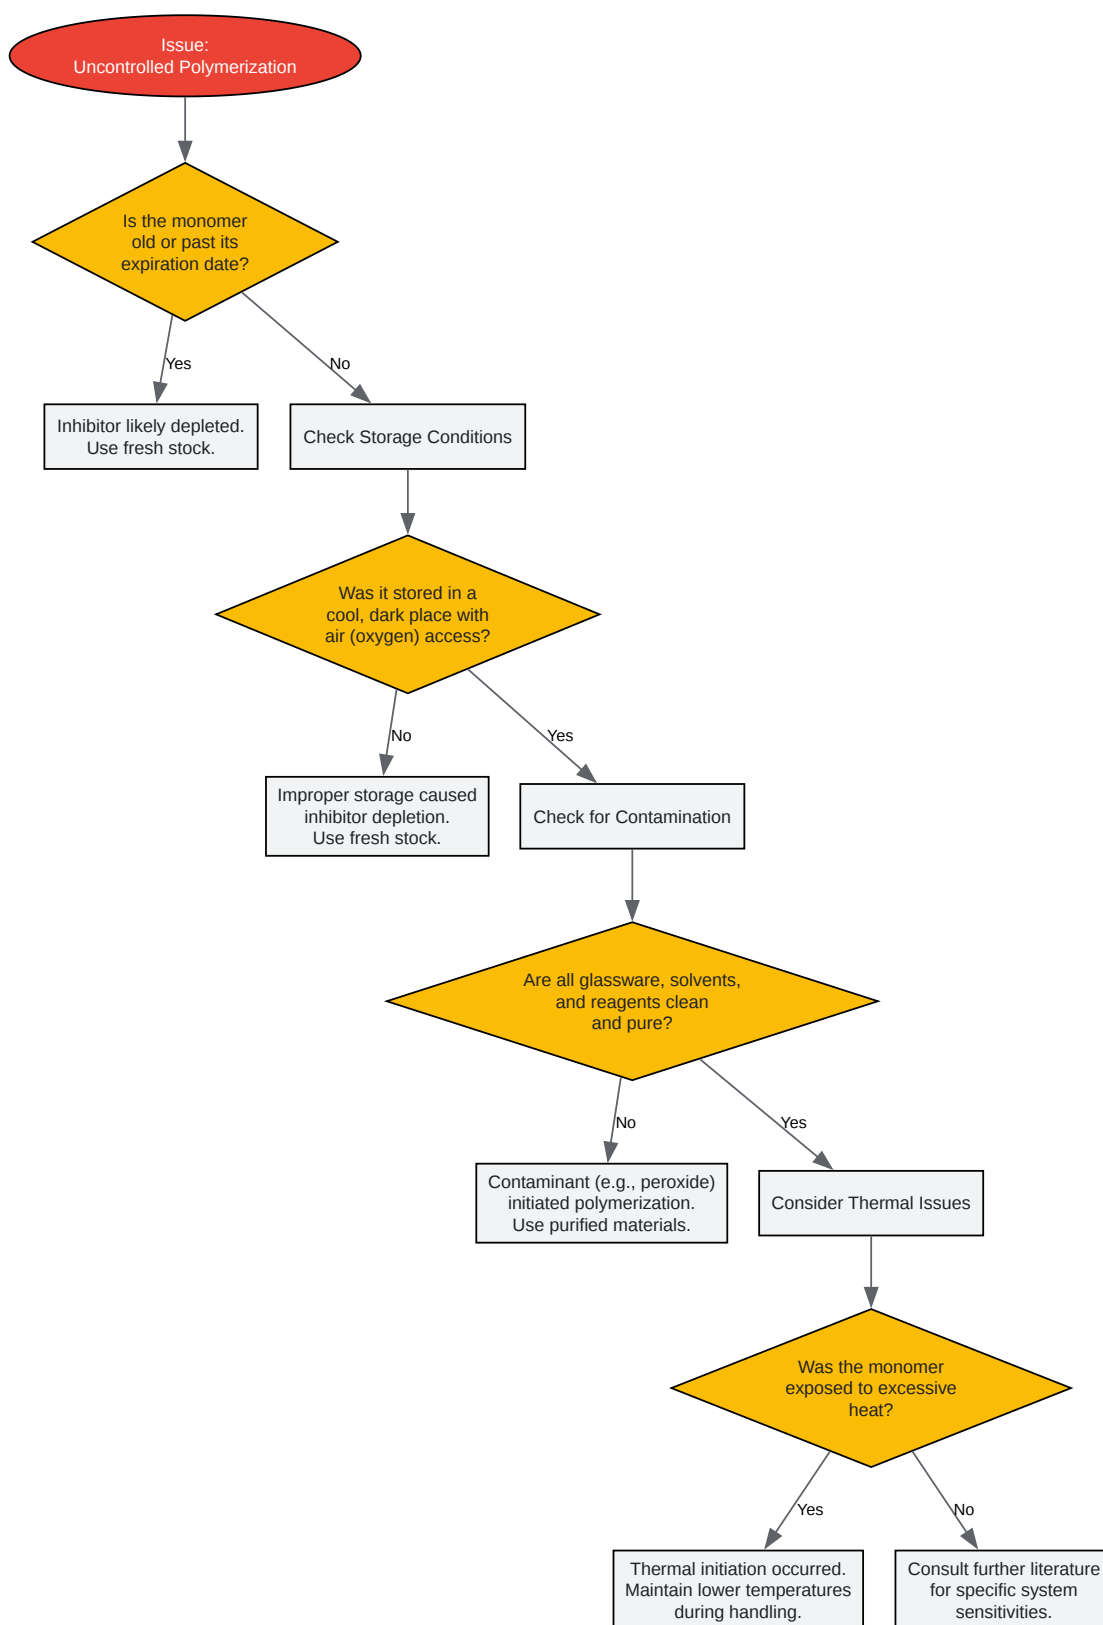 Issue:
Uncontrolled Polymerization
Is the monomer
old or past its
expiration date?
Yes
No
Inhibitor likely depleted.
Use fresh stock.
Check Storage Conditions
Was it stored in a
cool, dark place with
air (oxygen) access?
No
Yes
Improper storage caused
inhibitor depletion.
Use fresh stock.
Check for Contamination
Are all glassware, solvents,
and reagents clean
and pure?
No
Yes
Contaminant (e.g., peroxide)
initiated polymerization.
Use purified materials.
Consider Thermal Issues
Was the monomer
exposed to excessive
heat?
Yes
No
Thermal initiation occurred.
Maintain lower temperatures
during handling.
Consult further literature
for specific system
sensitivities.